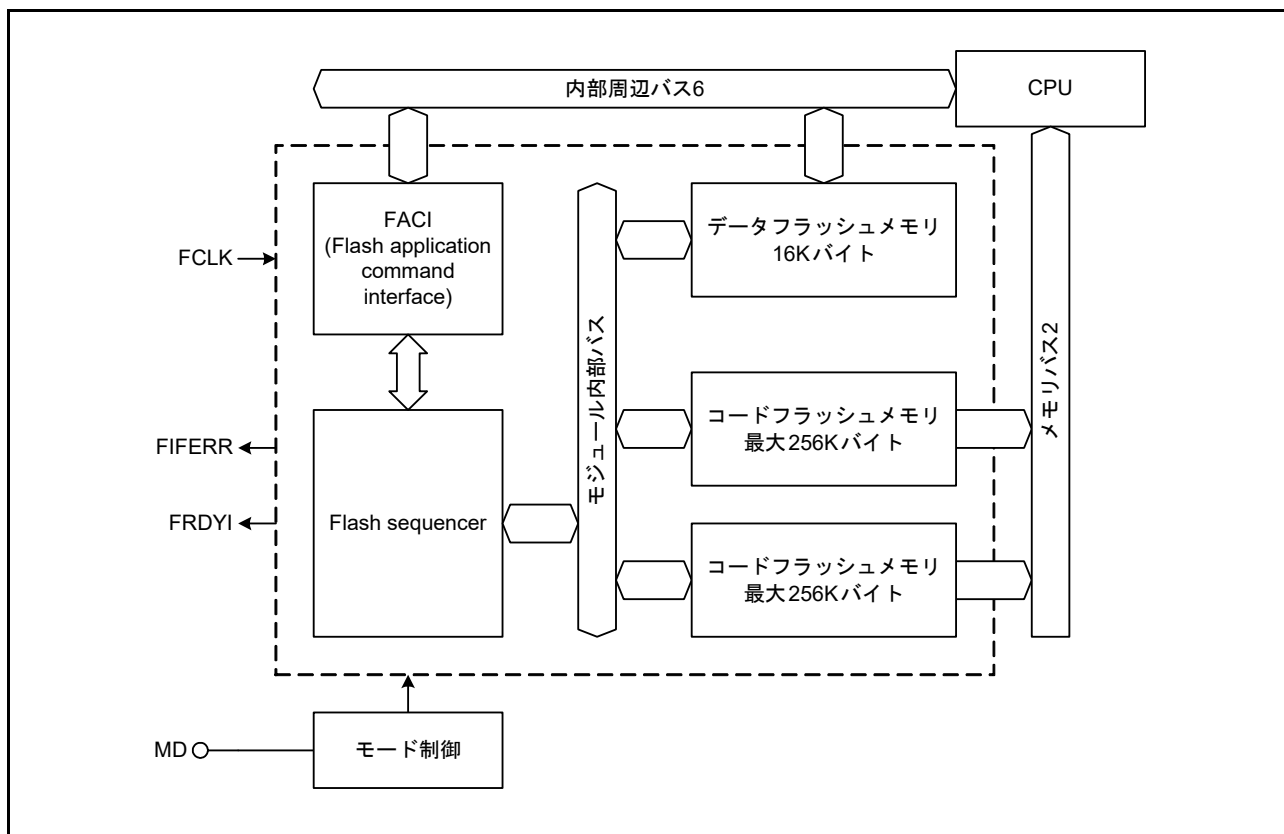 内部周辺バス6
CPU
FACI
(Flash application
command
interface)
データフラッシュメモリ
16Kバイト
FCLK
モジュール内部バス
メモリバス2
コードフラッシュメモリ
最大256Kバイト
FIFERR
FRDYI
Flash sequencer
コードフラッシュメモリ
最大256Kバイト
MD
モード制御